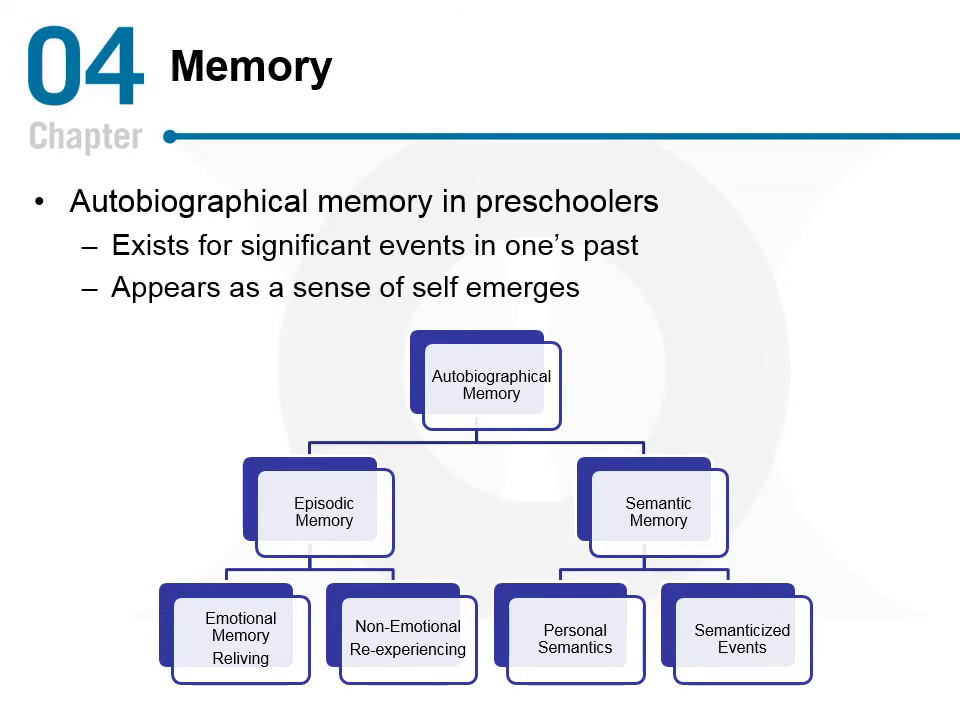 04
Memory
Chapter
• Autobiographical memory in preschoolers
– Exists for significant events in one’s past
– Appears as a sense of self emerges
Autobiographical
Memory
Episodic
Memory
Semantic
Memory
Emotional
Memory
Reliving
Non-Emotional
Re-experiencing
Personal
Semantics
Semanticized
Events